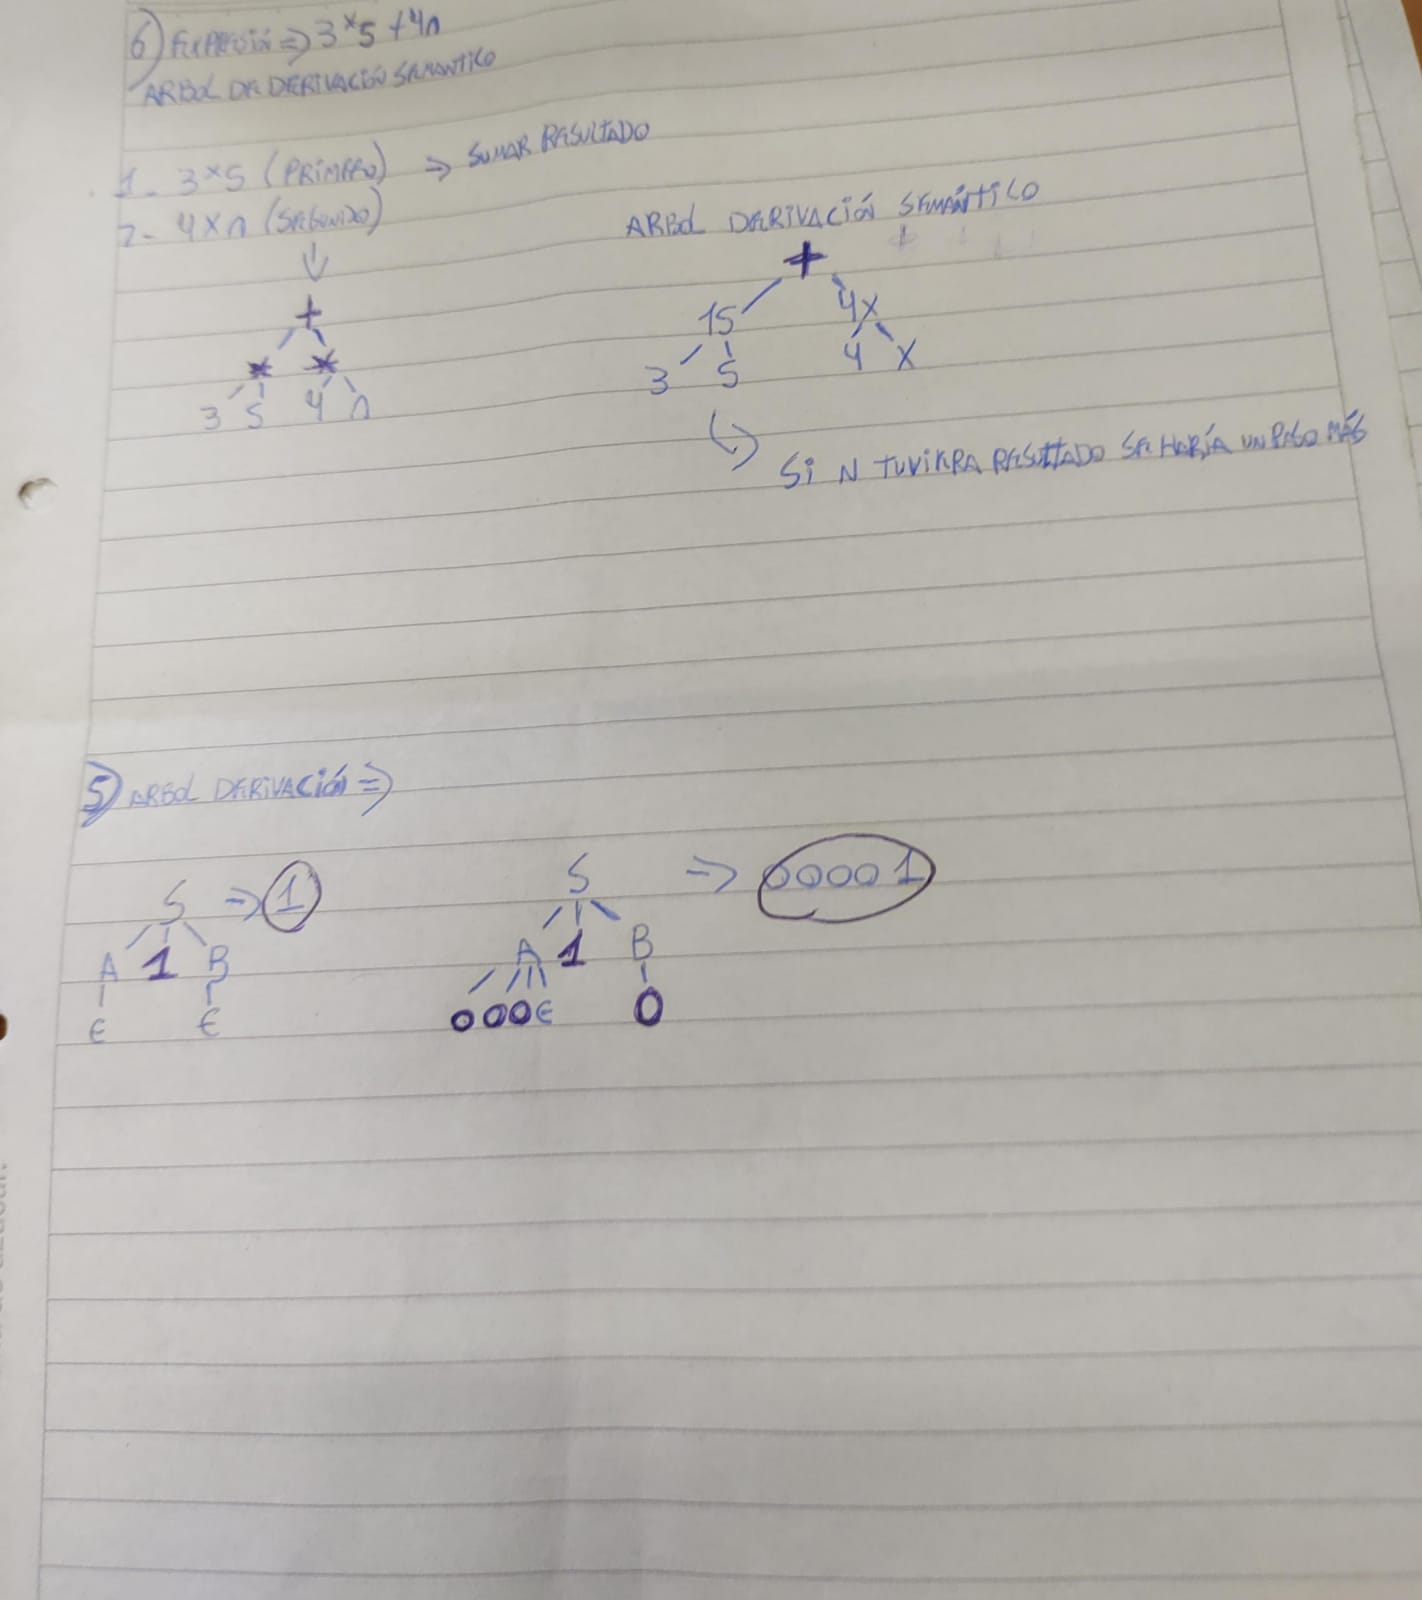 6) Expresión => 3*5 + 4n
ARBOL DE DERIVACIÓN SEMANTICO
1- 3*5 (PRIMERO) => SUMAR RESULTADO
2- 4xn (SEGUNDO)
+
* *
3 5 4 n
ARBOL DERIVACIÓN SEMÁNTICO
+
15 4x
3 5 4 x
Si N TUVIERA RESULTADO SE HARÍA UN PASO MÁS
5) ARBOL DERIVACIÓN =>
S => 1
A 1 B
ε ε
S => 00001
A 1 B
000ε 0